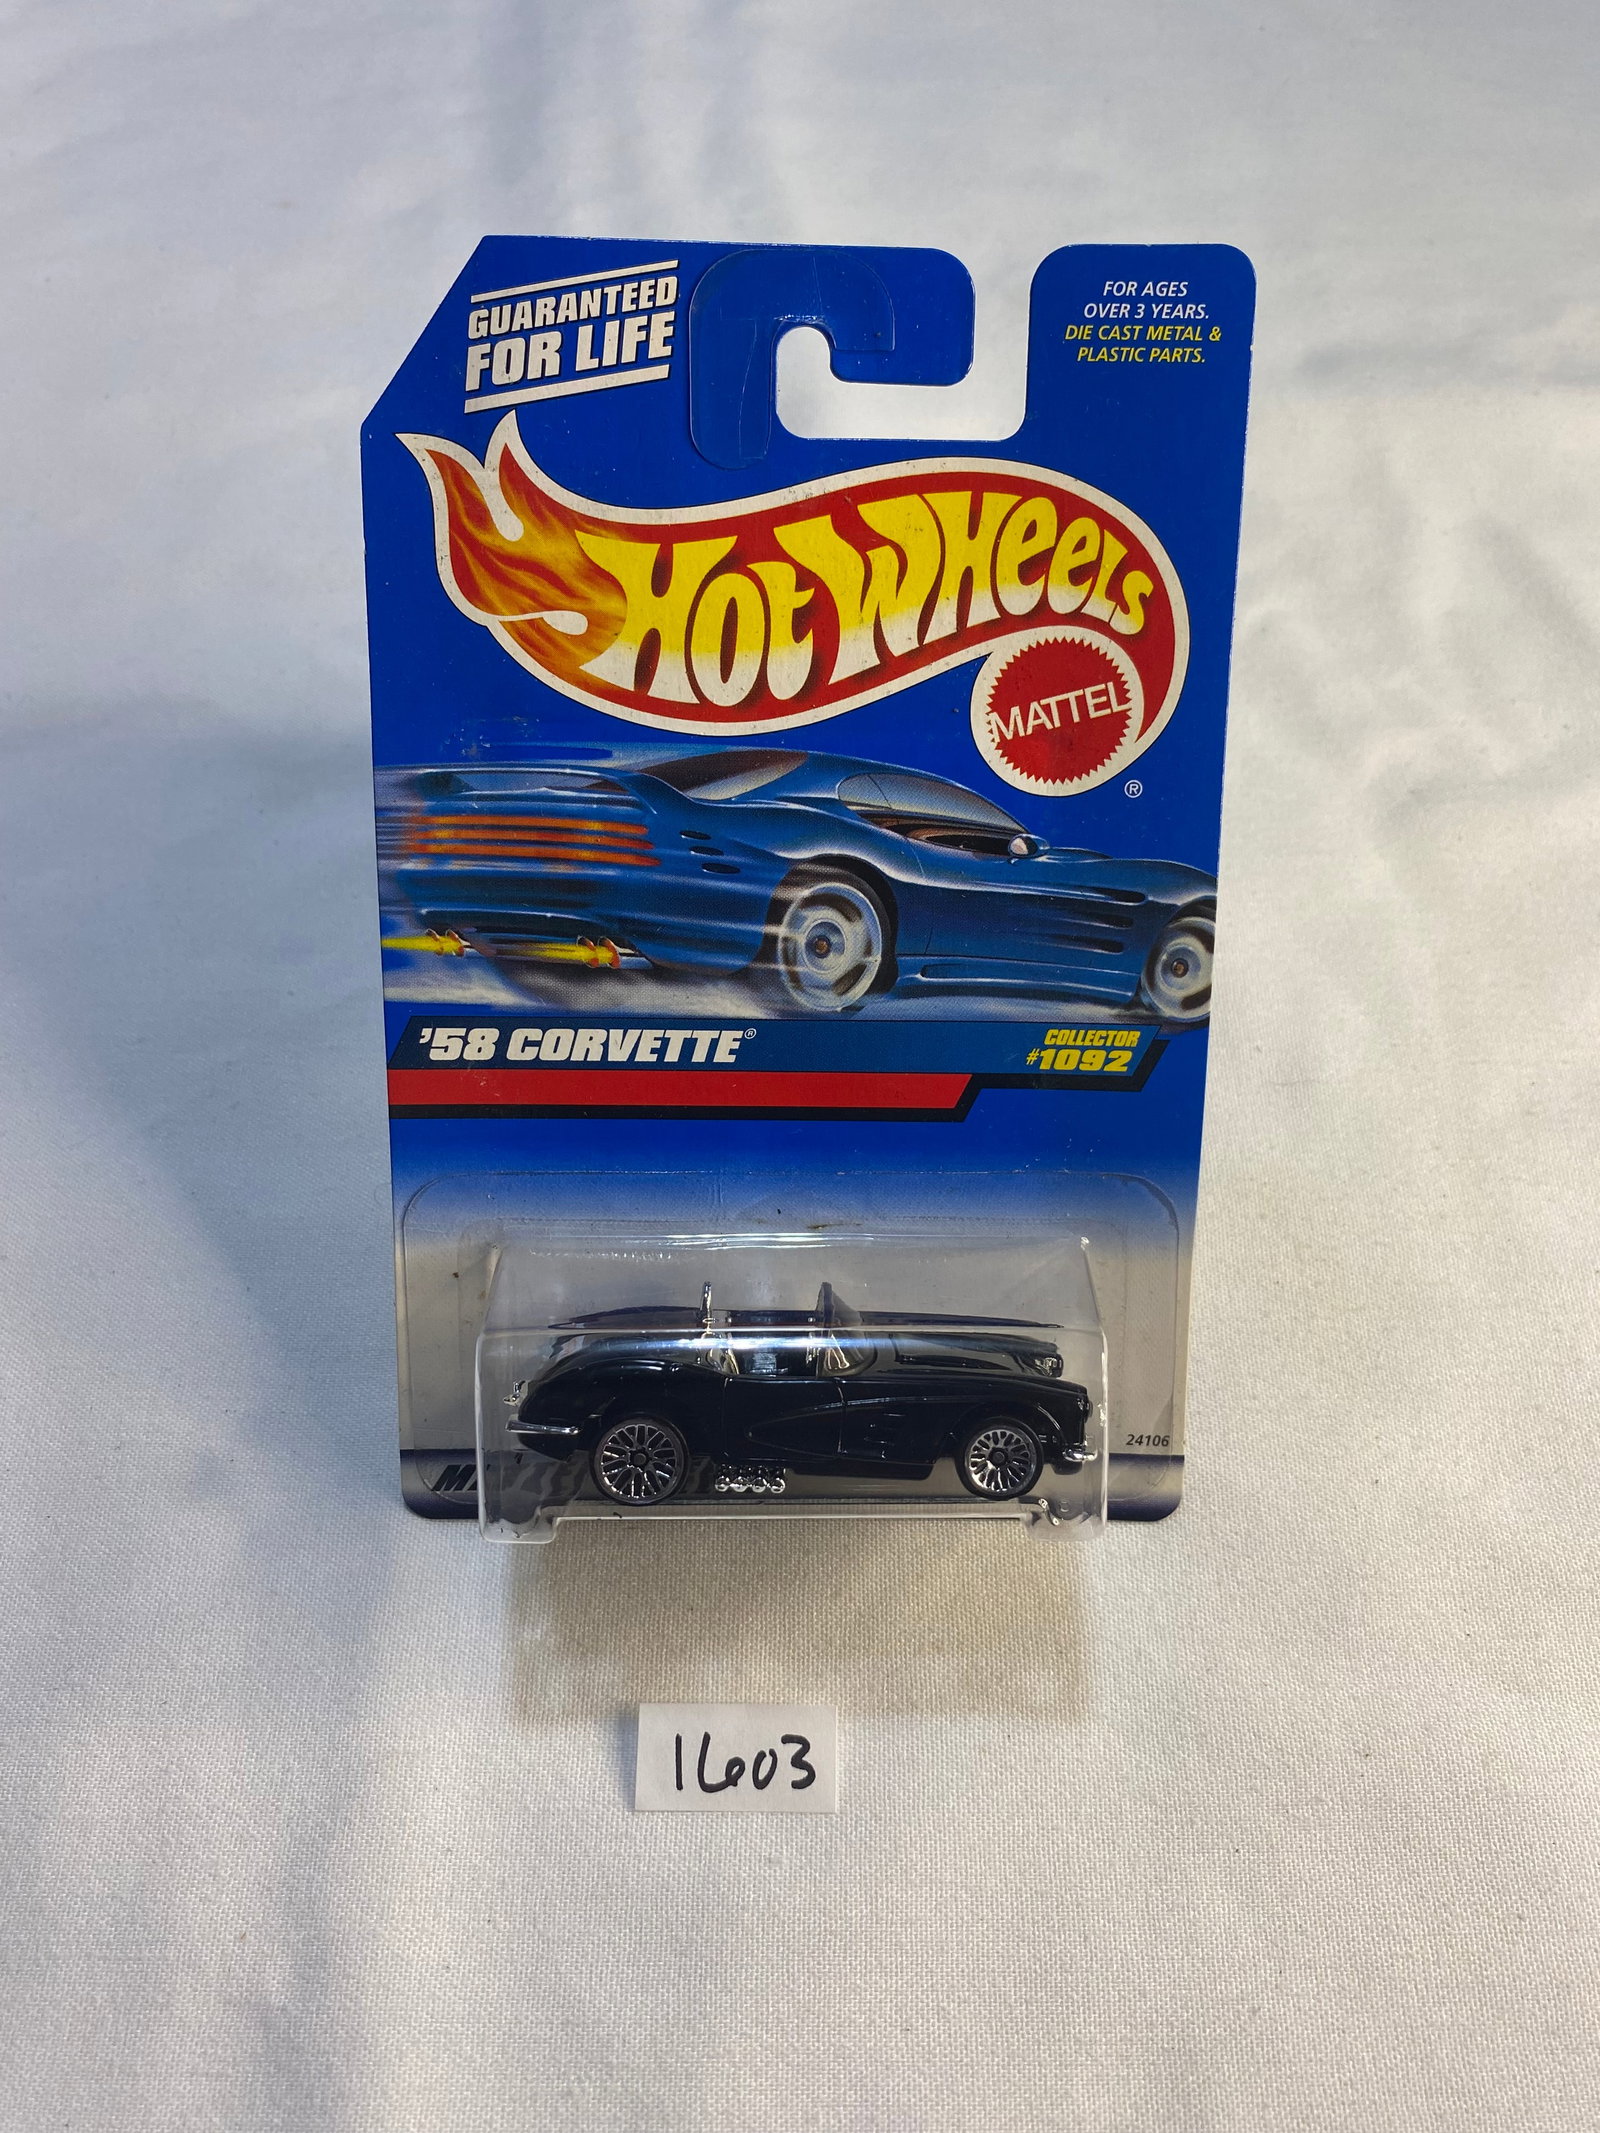 GUARANTEED
FOR LIFE
FOR AGES
OVER 3 YEARS.
DIE CAST METAL &
PLASTIC PARTS.
HOT WHEELS
MATTEL
®
'58 CORVETTE®
COLLECTOR
#1092
24106
16603